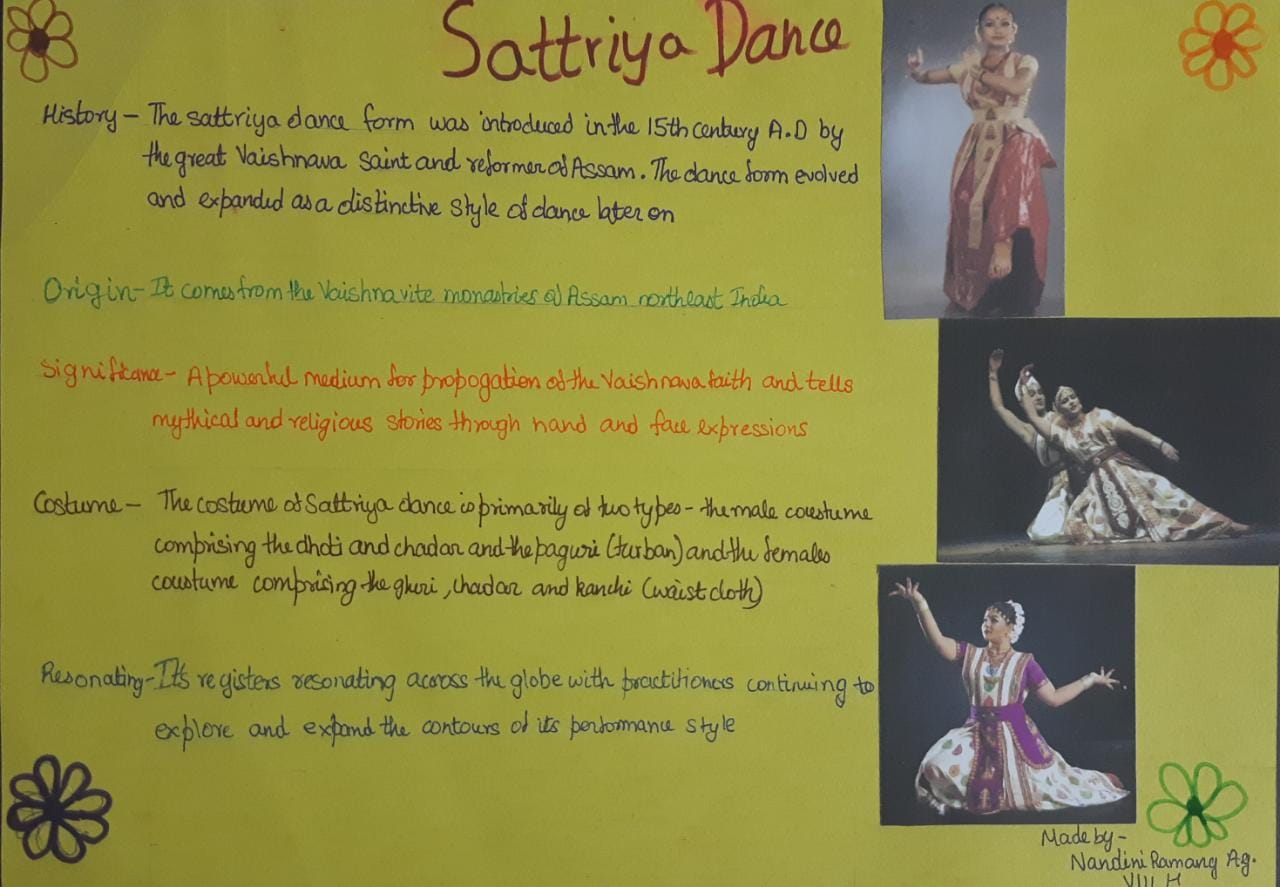 Sattriya Dance
History - The sattriya dance form was introduced in the 15th century A.D by
the great Vaishnava saint and reformer of Assam. The dance form evolved
and expanded as a distinctive style of dance later on
Origin - It comes from the Vaishnavite monastries of Assam northeast India
Significance - A powerful medium for propogation of the Vaishnava faith and tells
mythical and religious stories through hand and face expressions
Costume - The costume of Sattriya dance is primarily of two types - the male coustume
comprising the dhoti and chadar and the paguri (turban) and the females
coustume comprising the ghuri, chadar and kanchi (waist cloth)
Resonating - It's registers resonating across the globe with practitioners continuing to
explore and expand the contours of its performance style
Made by -
Nandini Ramang Ag.
VIII H